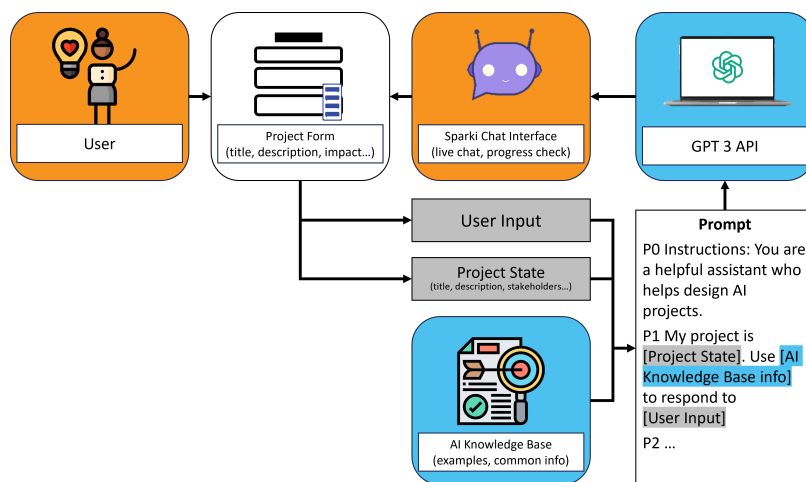 User
Project Form
(title, description, impact...)
Sparki Chat Interface
(live chat, progress check)
GPT 3 API
User Input
Project State
(title, description, stakeholders...)
AI Knowledge Base
(examples, common info)
Prompt
P0 Instructions: You are
a helpful assistant who
helps design AI
projects.
P1 My project is
[Project State]. Use [AI
Knowledge Base info]
to respond to
[User Input]
P2 ...